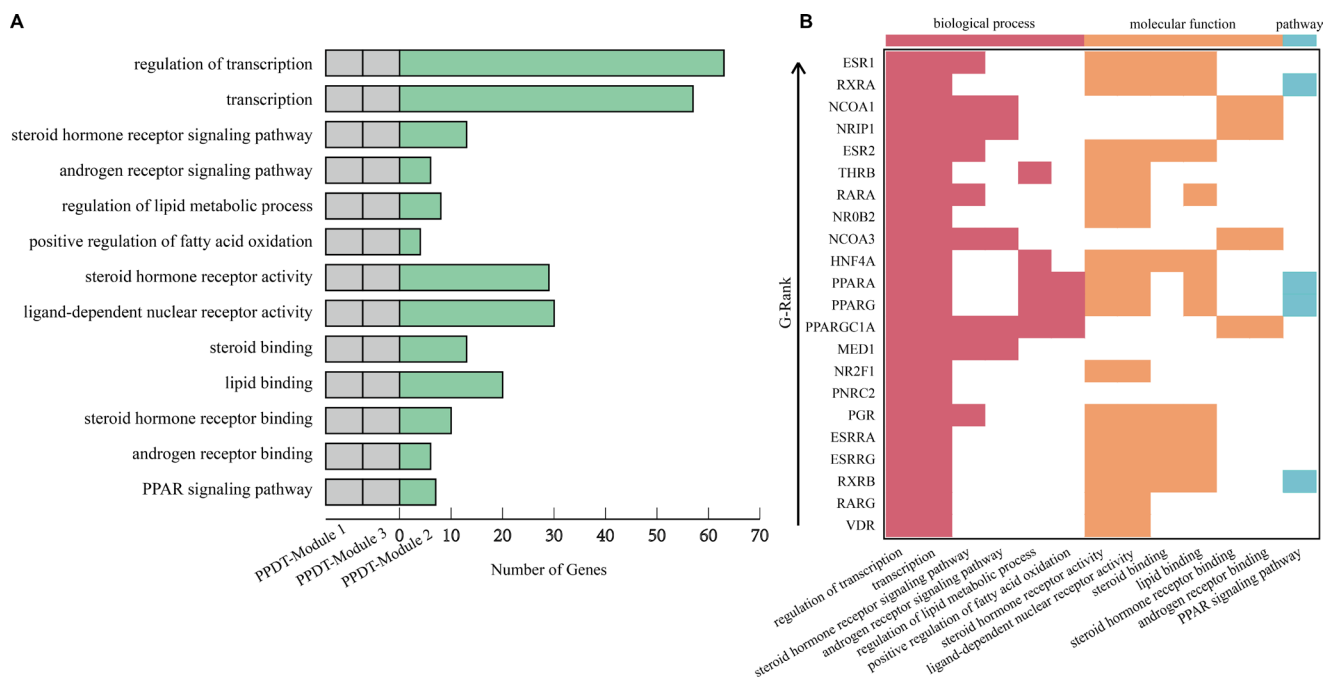 A
regulation of transcription
transcription
steroid hormone receptor signaling pathway
androgen receptor signaling pathway
regulation of lipid metabolic process
positive regulation of fatty acid oxidation
steroid hormone receptor activity
ligand-dependent nuclear receptor activity
steroid binding
lipid binding
steroid hormone receptor binding
androgen receptor binding
PPAR signaling pathway
0 10 20 30 40 50 60 70
PPDT-Module 1
PPDT-Module 3
PPDT-Module 2
Number of Genes
B
biological process molecular function pathway
G-Rank
ESR1
RXRA
NCOA1
NRIP1
ESR2
THRB
RARA
NR0B2
NCOA3
HNF4A
PPARA
PPARG
PPARGC1A
MED1
NR2F1
PNRC2
PGR
ESRRA
ESRRG
RXRB
RARG
VDR
regulation of transcription
transcription
steroid hormone receptor signaling pathway
androgen receptor signaling pathway
regulation of lipid metabolic process
positive regulation of fatty acid oxidation
steroid hormone receptor activity
ligand-dependent nuclear receptor activity
steroid binding
lipid binding
steroid hormone receptor binding
androgen receptor binding
PPAR signaling pathway